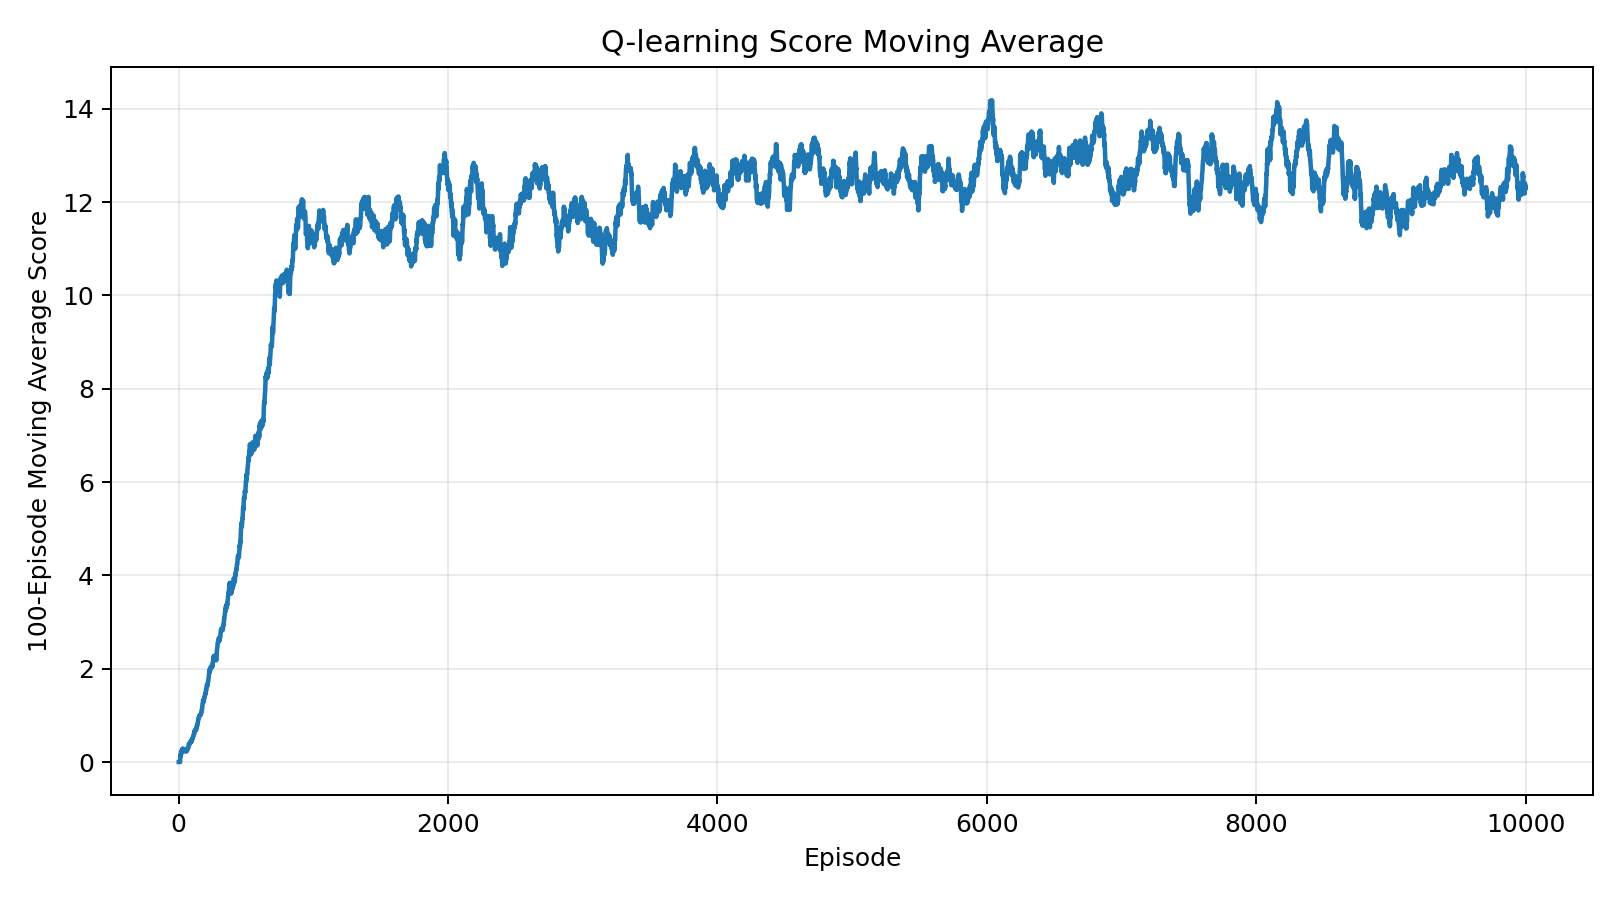 Q-learning Score Moving Average
100-Episode Moving Average Score
14
12
10
8
6
4
2
0
0 2000 4000 6000 8000 10000
Episode